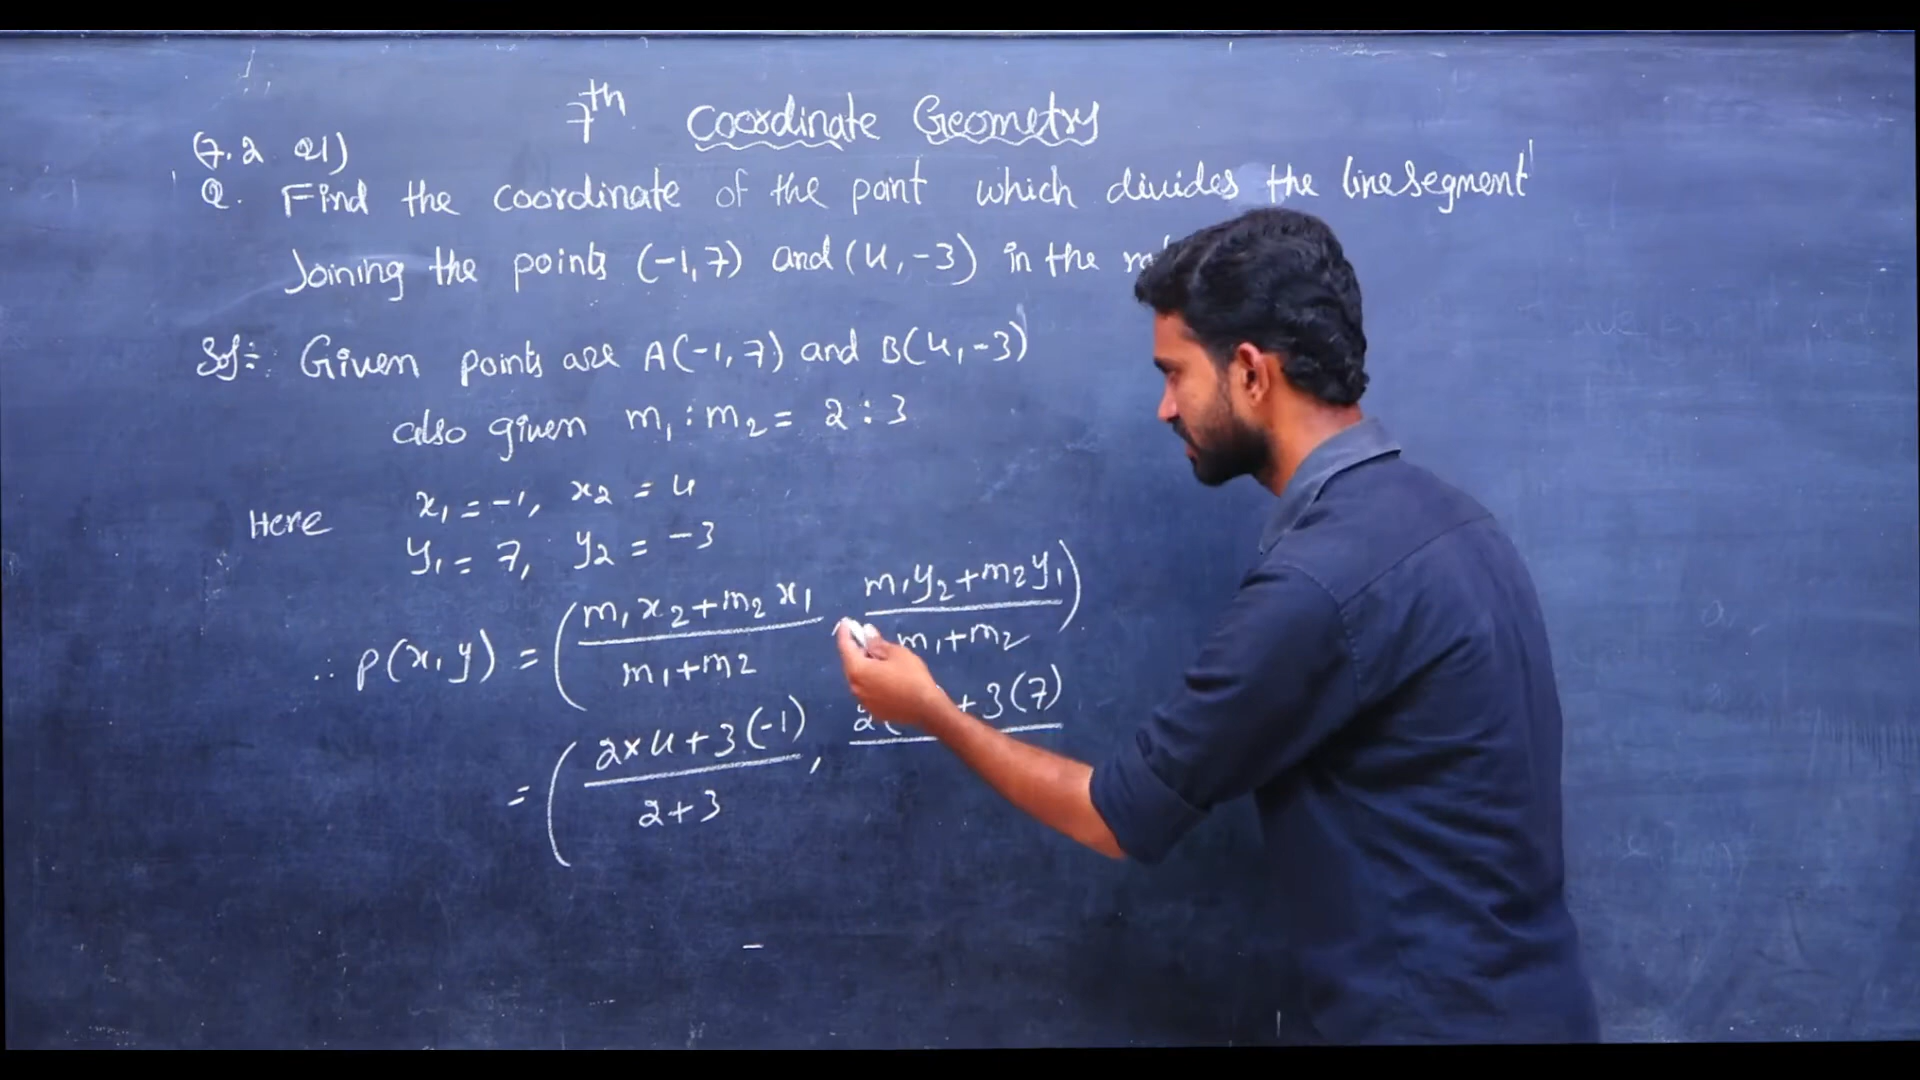 7th Coordinate Geometry
(7.2 Q1)
Q. Find the coordinate of the point which divides the linesegment
Joining the points (-1,7) and (4,-3) in the
Sol:- Given points are A(-1,7) and B(4,-3)
also given m₁:m₂ = 2:3
Here x₁ = -1, x₂ = 4
y₁ = 7, y₂ = -3
∴ P(x,y) = ( (m₁x₂+m₂x₁)/(m₁+m₂) (m₁y₂+m₂y₁)/(m₁+m₂) )
= ( (2×4+3(-1))/(2+3) , 2( +3(7)